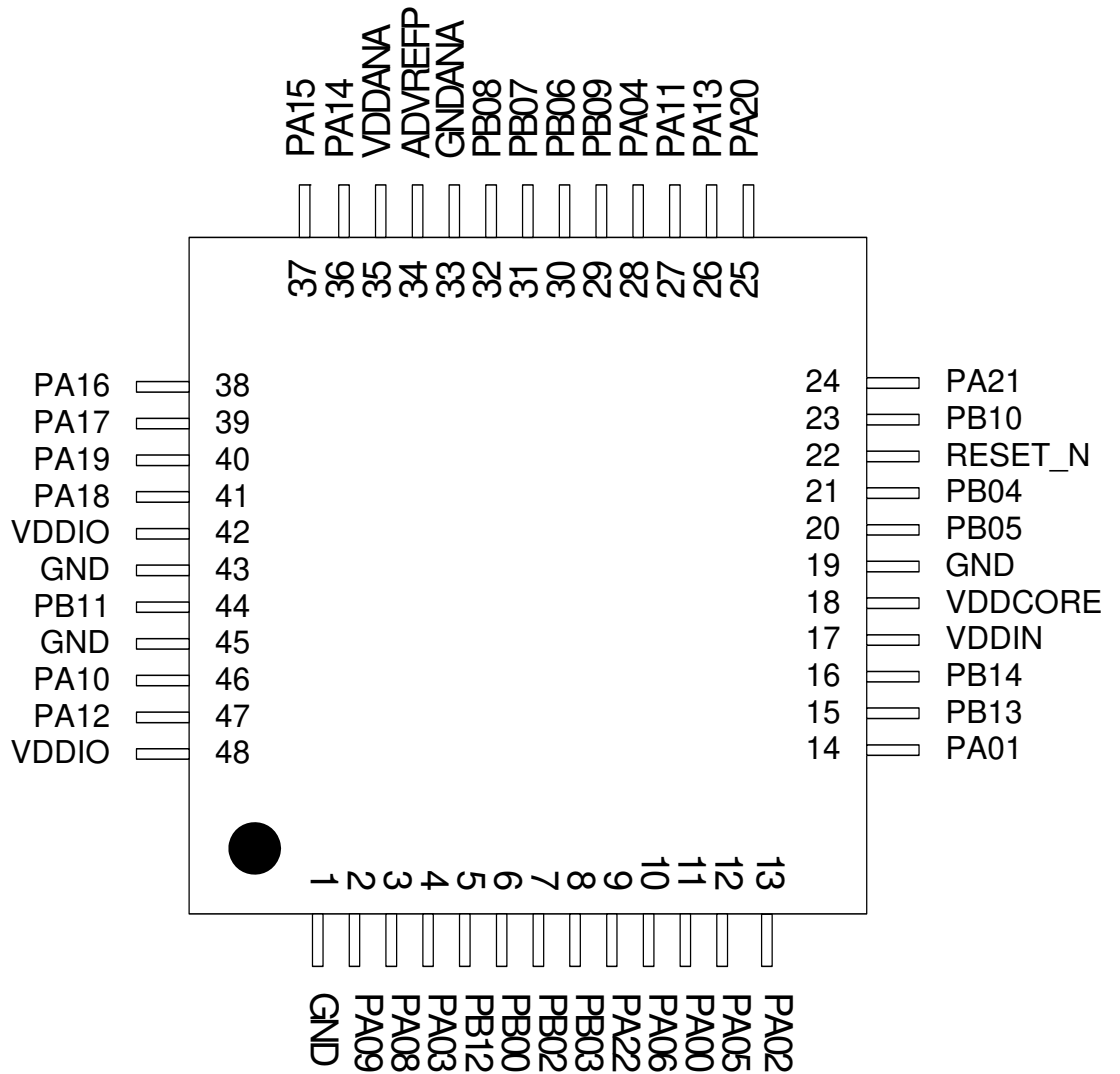 PA15
PA14
VDDANA
ADVREFP
GNDANA
PB08
PB07
PB06
PB09
PA04
PA11
PA13
PA20
37
36
35
34
33
32
31
30
29
28
27
26
25
PA16 38
PA17 39
PA19 40
PA18 41
VDDIO 42
GND 43
PB11 44
GND 45
PA10 46
PA12 47
VDDIO 48
24 PA21
23 PB10
22 RESET_N
21 PB04
20 PB05
19 GND
18 VDDCORE
17 VDDIN
16 PB14
15 PB13
14 PA01
1
2
3
4
5
6
7
8
9
10
11
12
13
GND
PA09
PA08
PA03
PB12
PB00
PB02
PB03
PA22
PA06
PA00
PA05
PA02